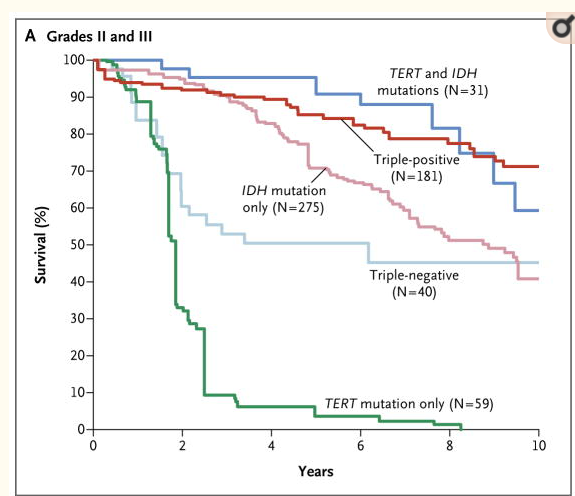 A Grades II and III
100
90
80
70
60
50
40
30
20
10
0
Survival (%)
TERT and IDH
mutations (N=31)
Triple-positive
(N=181)
IDH mutation
only (N=275)
Triple-negative
(N=40)
TERT mutation only (N=59)
0 2 4 6 8 10
Years